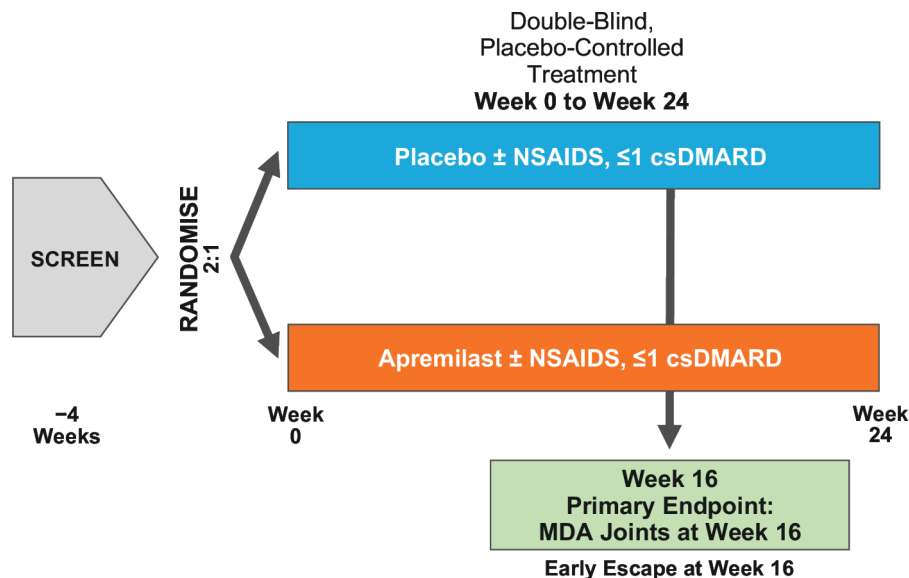 Double-Blind,
Placebo-Controlled
Treatment
Week 0 to Week 24
Placebo ± NSAIDS, ≤1 csDMARD
SCREEN
RANDOMISE
2:1
Apremilast ± NSAIDS, ≤1 csDMARD
−4
Weeks
Week
0
Week
24
Week 16
Primary Endpoint:
MDA Joints at Week 16
Early Escape at Week 16